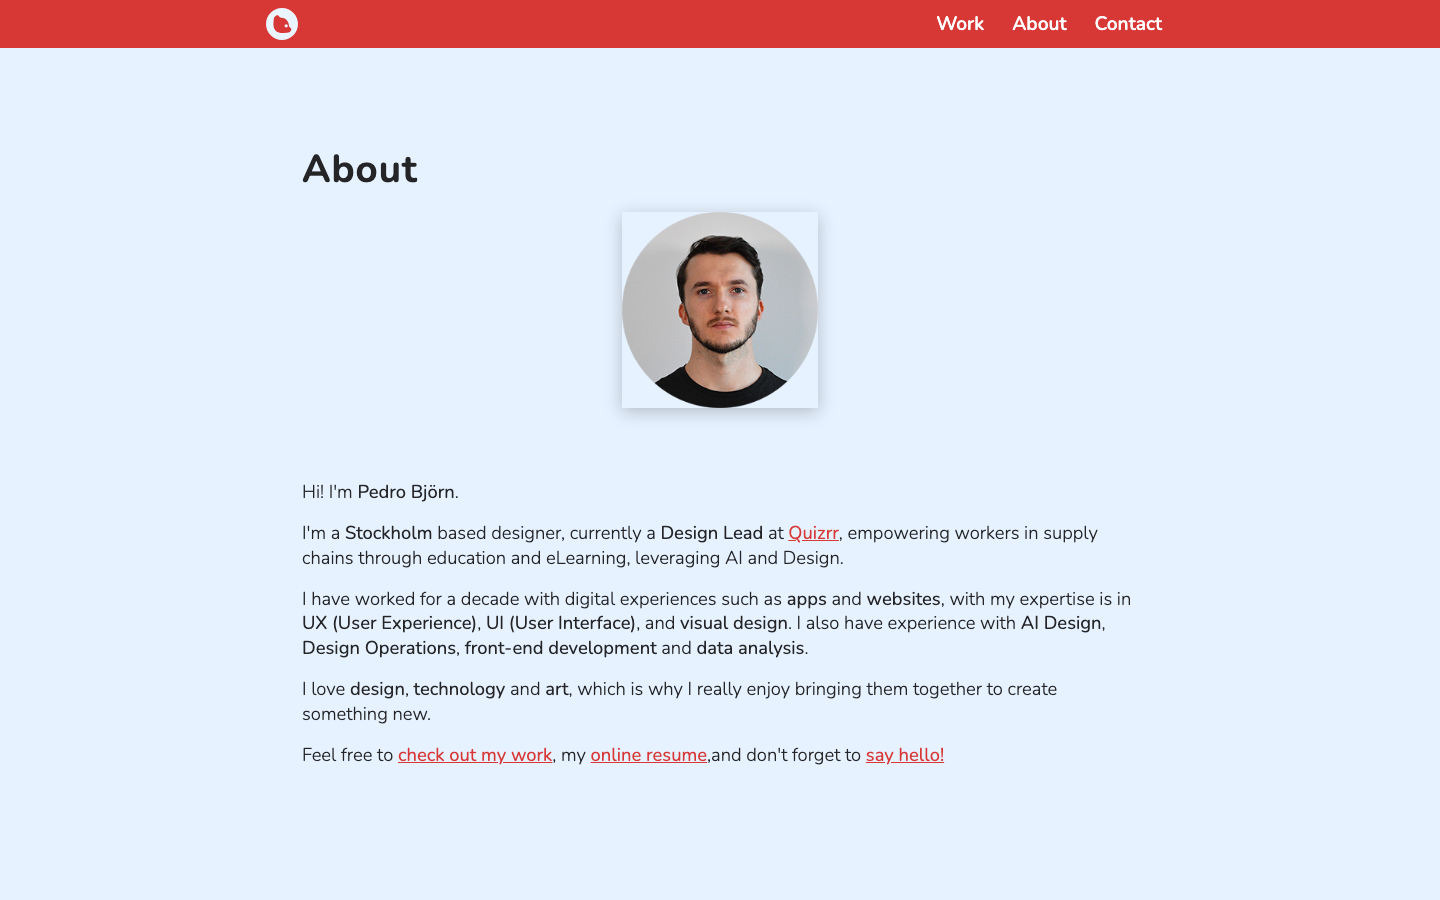 Work About Contact
About
Hi! I'm Pedro Björn.
I'm a Stockholm based designer, currently a Design Lead at Quizrr, empowering workers in supply
chains through education and eLearning, leveraging AI and Design.
I have worked for a decade with digital experiences such as apps and websites, with my expertise is in
UX (User Experience), UI (User Interface), and visual design. I also have experience with AI Design,
Design Operations, front-end development and data analysis.
I love design, technology and art, which is why I really enjoy bringing them together to create
something new.
Feel free to check out my work, my online resume,and don't forget to say hello!